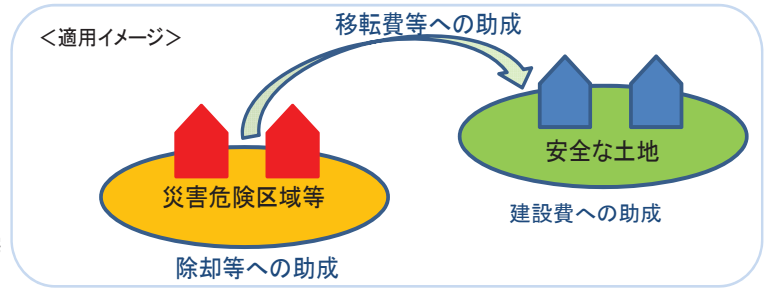 <適用イメージ>
移転費等への助成
災害危険区域等
除却等への助成
安全な土地
建設費への助成